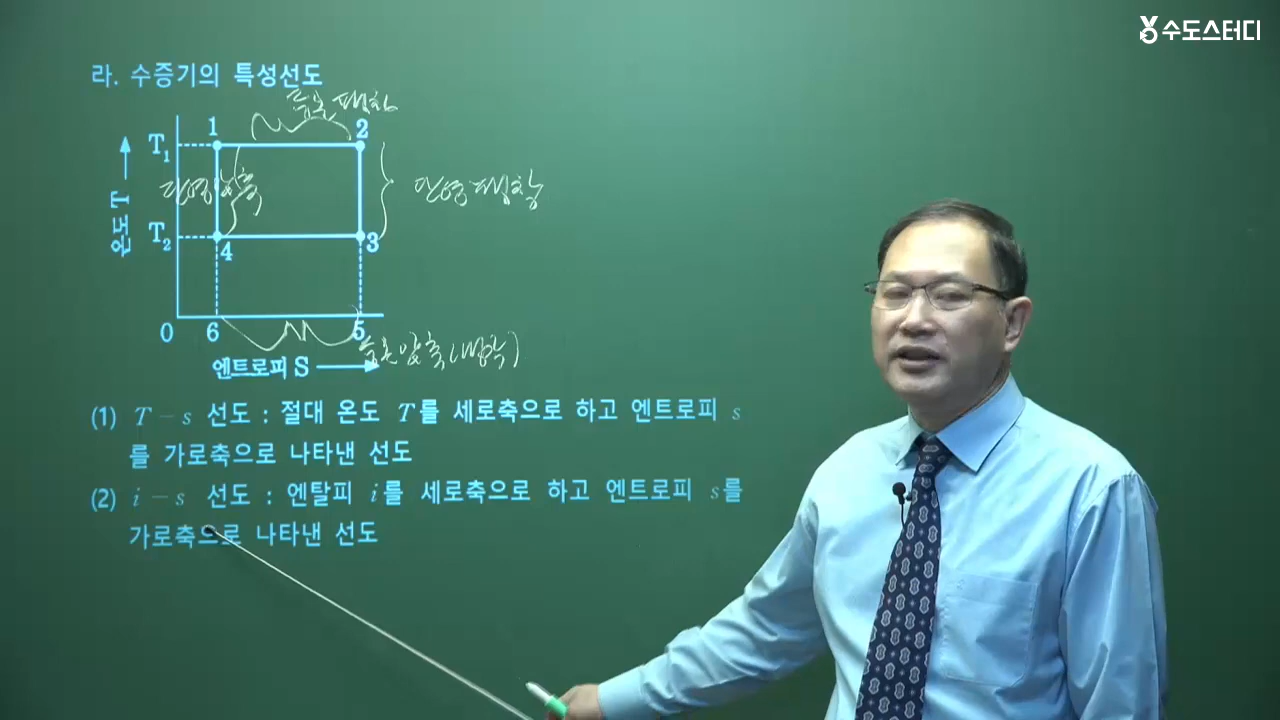 수도스터디
라. 수증기의 특성선도
등온 팽창
1
2
T₁
단열 압축
단열팽창
온도 T
T₂
4
3
0
6
5
등온 압축(방출)
엔트로피 S
(1) T - s 선도 : 절대 온도 T를 세로축으로 하고 엔트로피 s
를 가로축으로 나타낸 선도
(2) i - s 선도 : 엔탈피 i를 세로축으로 하고 엔트로피 s를
가로축으로 나타낸 선도